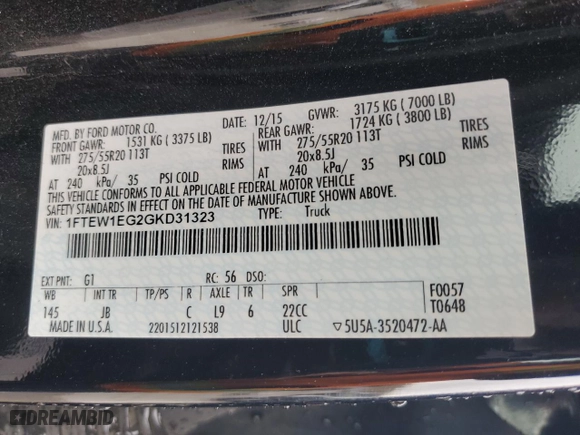 MFD. BY FORD MOTOR CO. DATE: 12/15 GVWR: 3175 KG ( 7000 LB)
FRONT GAWR: 1531 KG ( 3375 LB) REAR GAWR: 1724 KG ( 3800 LB)
WITH 275/55R20 113T TIRES WITH 275/55R20 113T TIRES
20x8.5J RIMS 20x8.5J RIMS
AT 240 kPa/ 35 PSI COLD AT 240 kPa/ 35 PSI COLD
THIS VEHICLE CONFORMS TO ALL APPLICABLE FEDERAL MOTOR VEHICLE
SAFETY STANDARDS IN EFFECT ON THE DATE OF MANUFACTURE SHOWN ABOVE.
VIN: 1FTEW1EG2GKD31323 TYPE: Truck
EXT PNT: G1 RC: 56 DSO: F0057
WB INT TR TP/PS R AXLE TR SPR T0648
145 JB C L9 6 22CC
MADE IN U.S.A. 2201512121538 ULC ▽5U5A-3520472-AA
DREAMBID